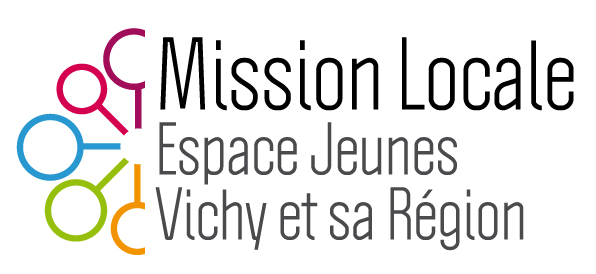 Mission Locale
Espace Jeunes
Vichy et sa Région